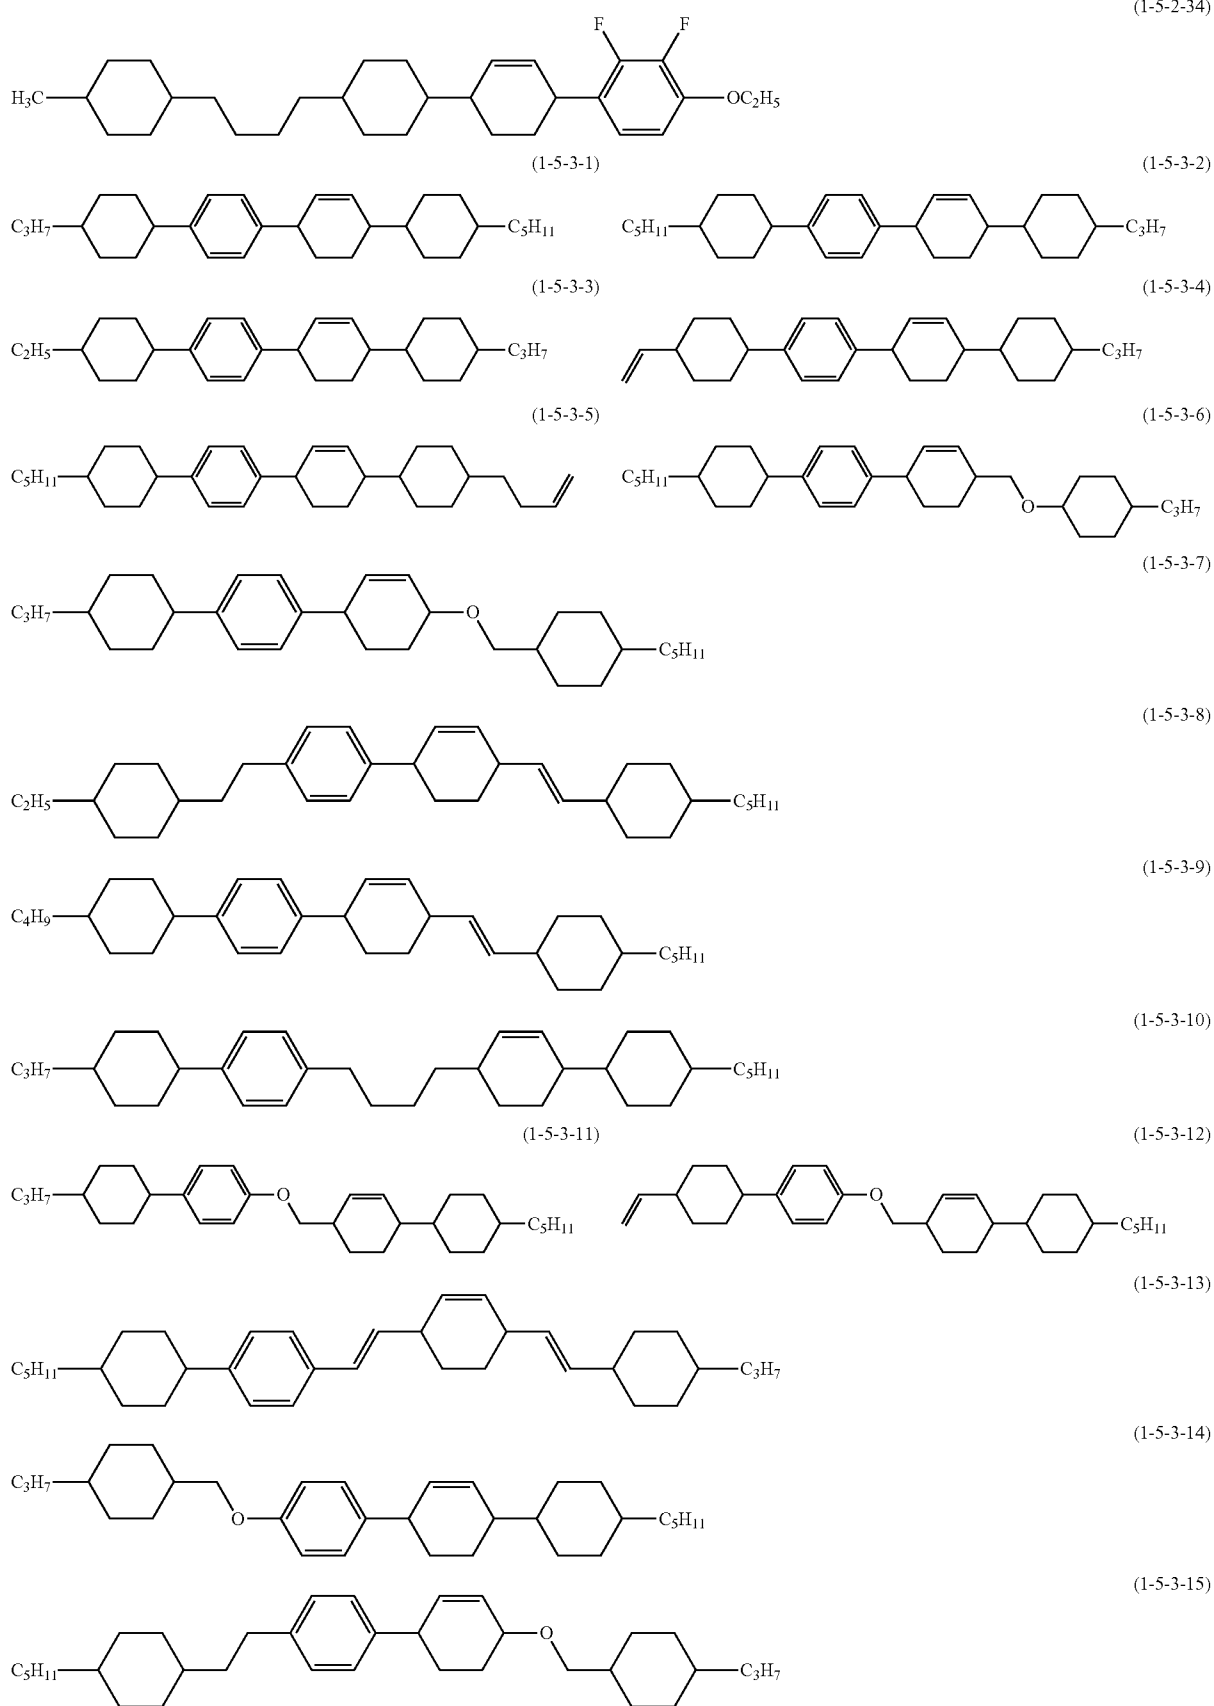 (1-5-2-34)
F F
H₃C OC₂H₅
(1-5-3-1) (1-5-3-2)
C₃H₇ C₅H₁₁ C₅H₁₁ C₃H₇
(1-5-3-3) (1-5-3-4)
C₂H₅ C₃H₇ C₃H₇
(1-5-3-5) (1-5-3-6)
C₅H₁₁ C₅H₁₁ O C₃H₇
(1-5-3-7)
C₃H₇ O C₅H₁₁
(1-5-3-8)
C₂H₅ C₅H₁₁
(1-5-3-9)
C₄H₉ C₅H₁₁
(1-5-3-10)
C₃H₇ C₅H₁₁
(1-5-3-11) (1-5-3-12)
C₃H₇ O C₅H₁₁ O C₅H₁₁
(1-5-3-13)
C₅H₁₁ C₃H₇
(1-5-3-14)
C₃H₇ O C₅H₁₁
(1-5-3-15)
C₅H₁₁ O C₃H₇